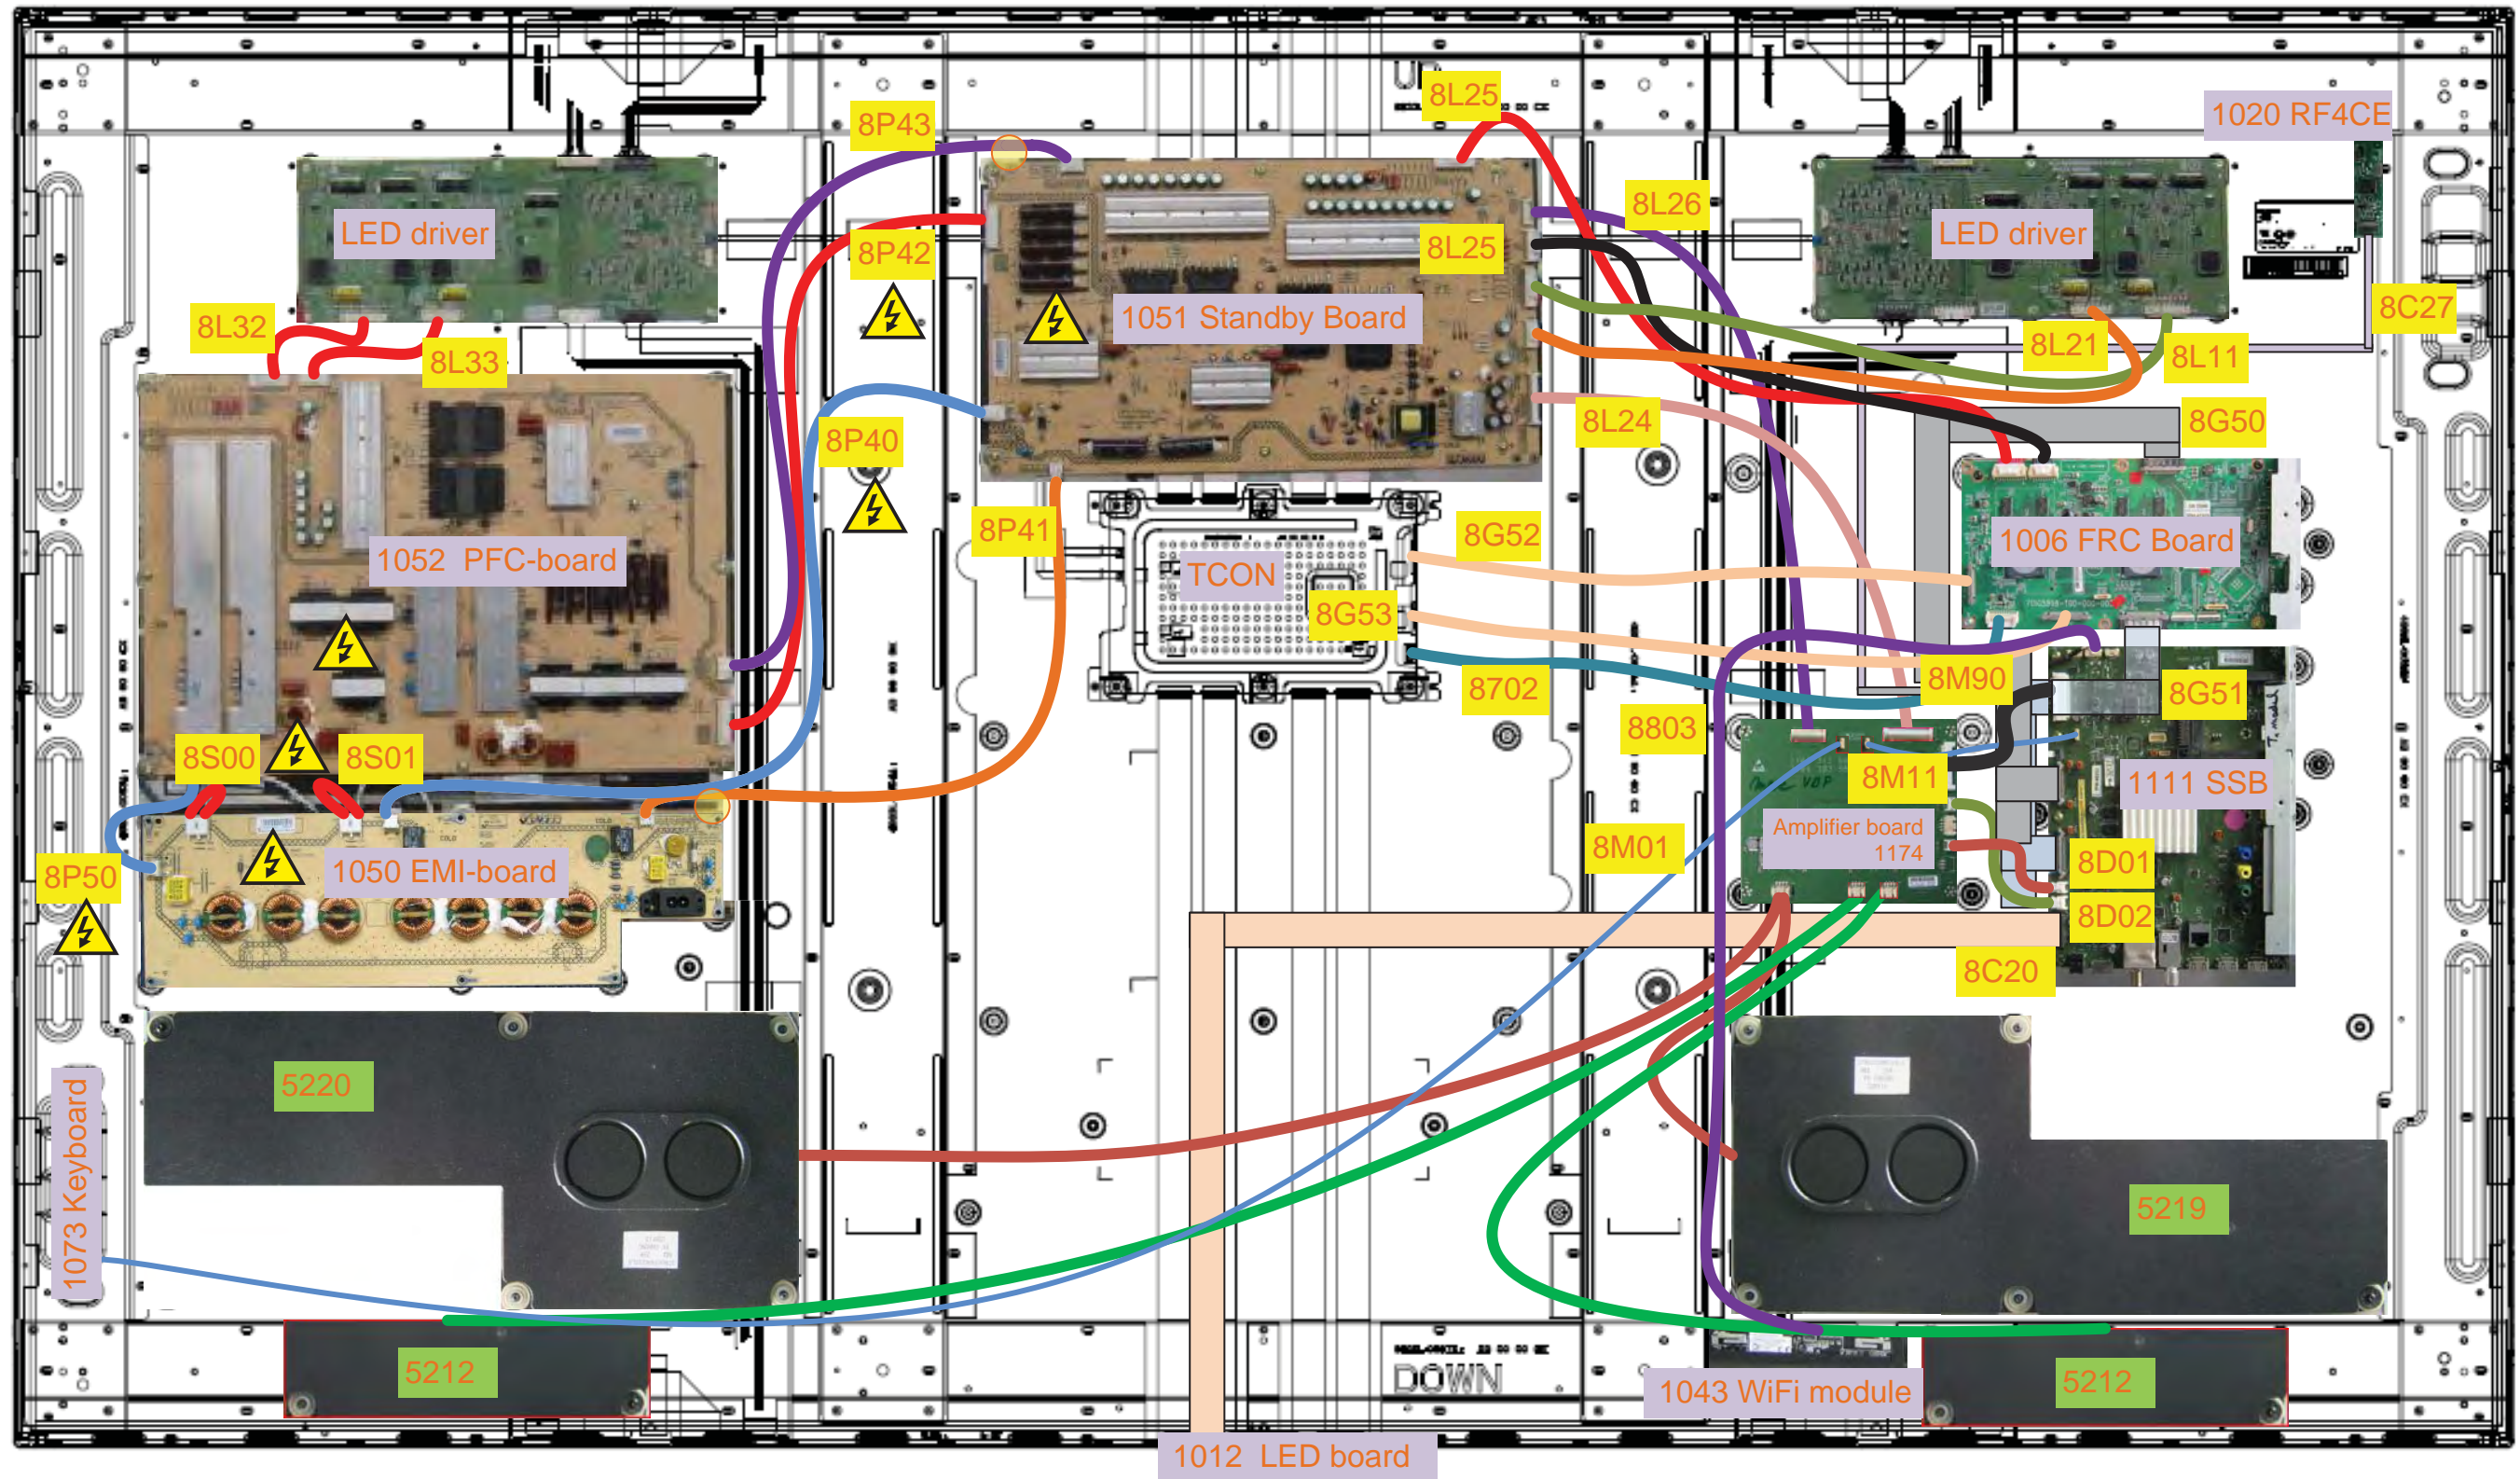 8L25
1020 RF4CE
8P43
8L26
LED driver
8P42
8L25
LED driver
8L32
1051 Standby Board
8C27
8L33
8L21
8L11
8P40
8L24
8G50
8P41
8G52
1006 FRC Board
1052 PFC-board
TCON
8G53
8M90
8702
8G51
8803
T. model
8S00
8S01
8M11
1111 SSB
VBP
Amplifier board
1174
8M01
8P50
1050 EMI-board
8D01
8D02
8C20
5220
1073 Keyboard
5219
5212
DOWN
1043 WiFi module
5212
1012 LED board